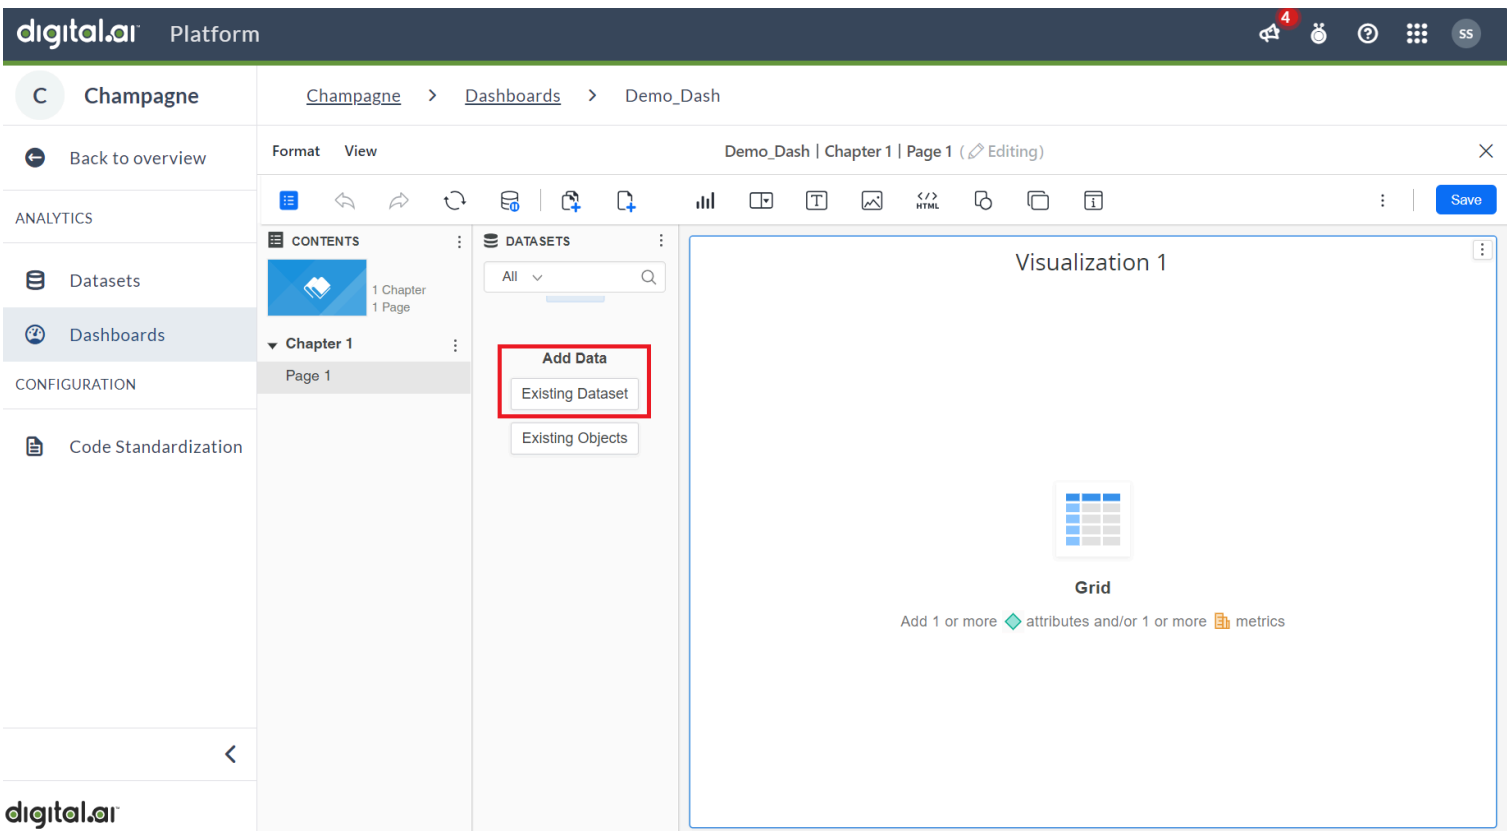 digital.ai Platform
4
SS
C Champagne
Champagne > Dashboards > Demo_Dash
Back to overview
Format View
Demo_Dash | Chapter 1 | Page 1 ( Editing)
ANALYTICS
HTML
Save
CONTENTS
DATASETS
Visualization 1
Datasets
All
1 Chapter
1 Page
Dashboards
Chapter 1
Add Data
Page 1
CONFIGURATION
Existing Dataset
Code Standardization
Existing Objects
Grid
Add 1 or more attributes and/or 1 or more metrics
digital.ai